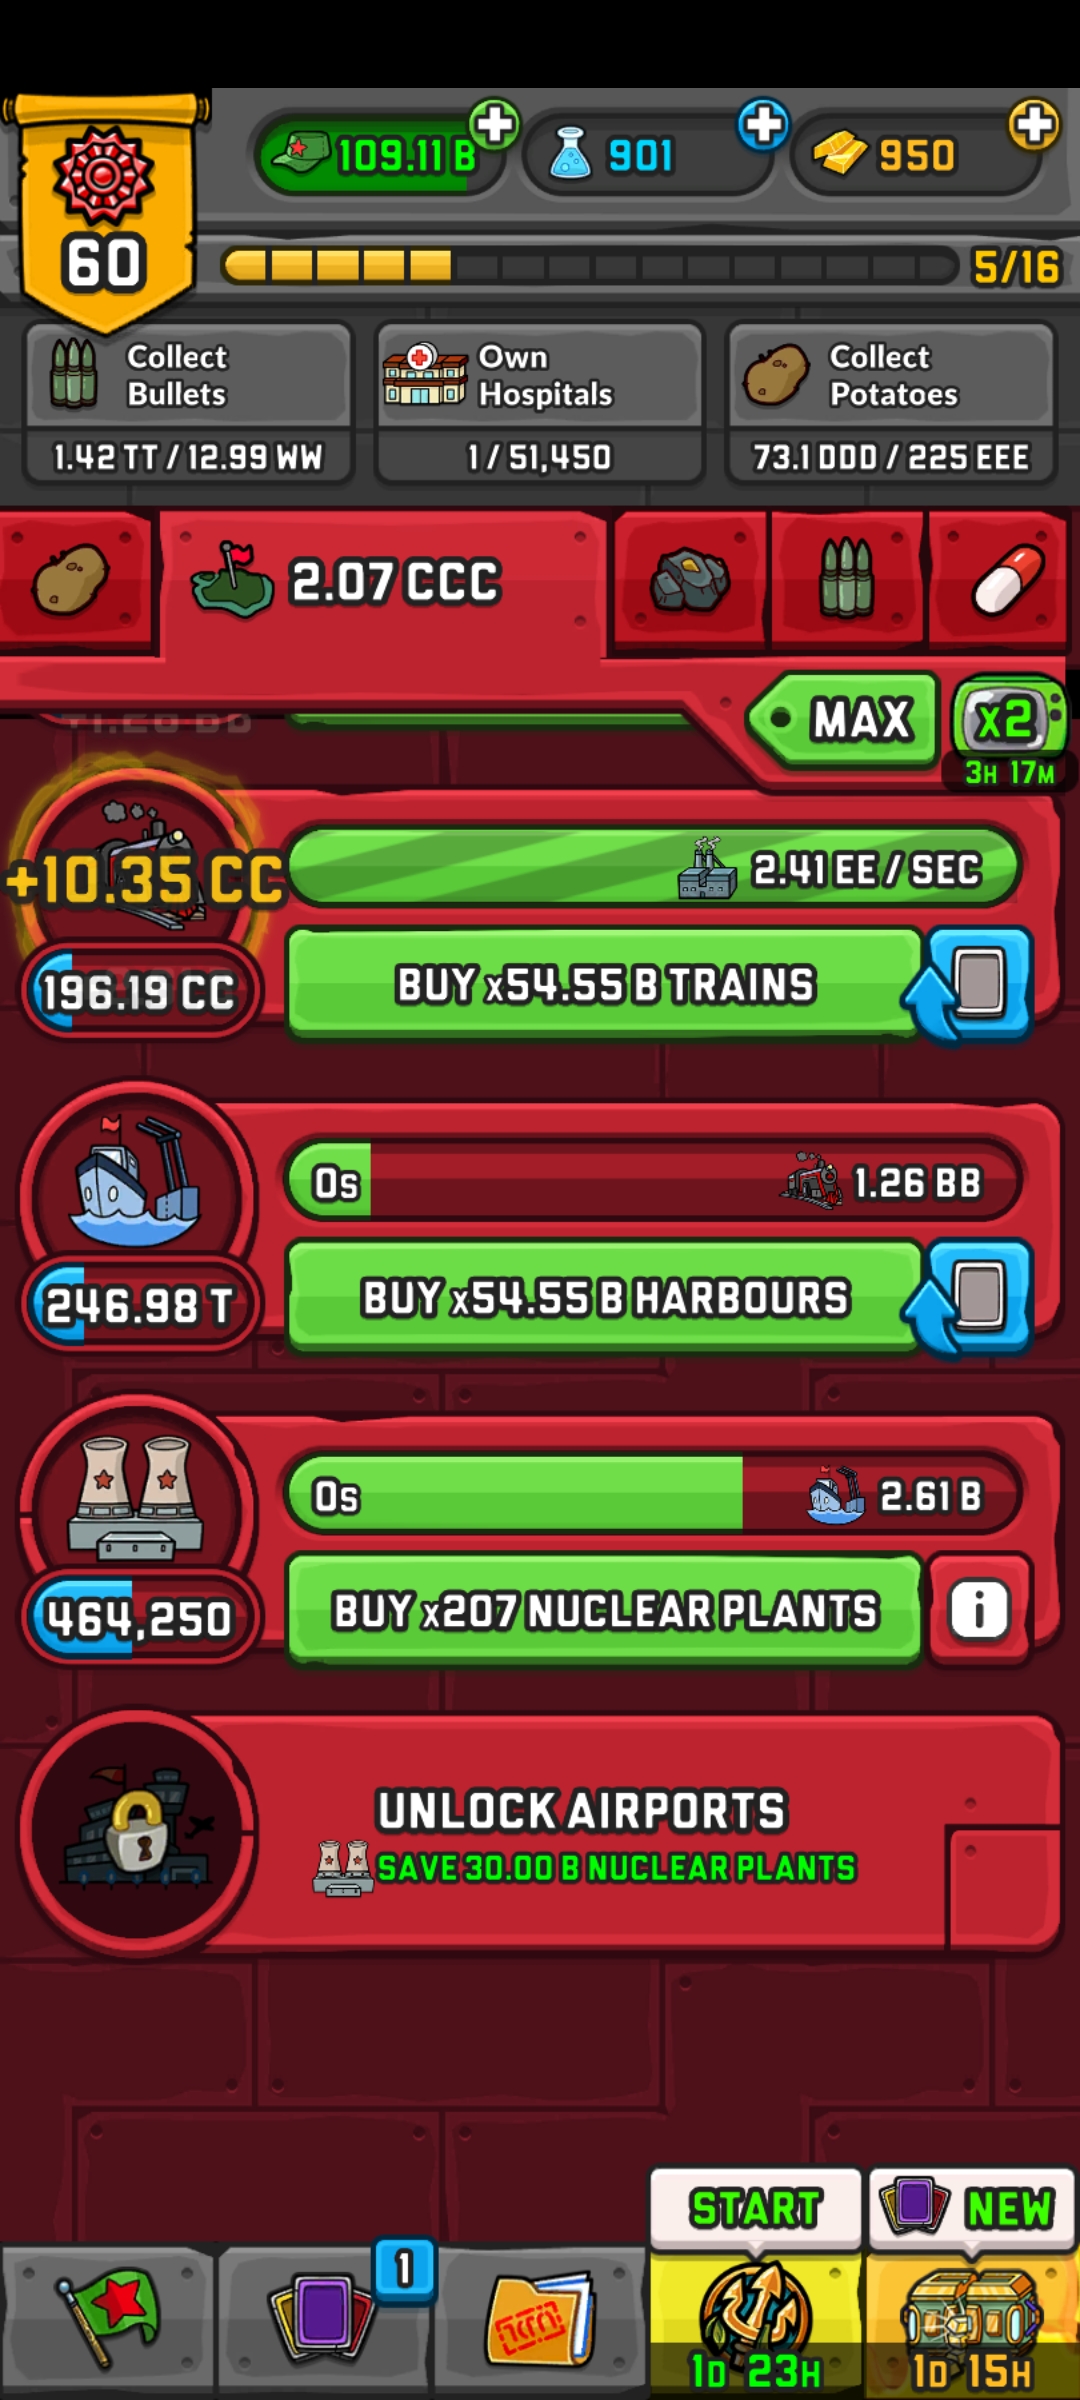 109.11 B
901
950
60
5/16
Collect
Bullets
1.42 TT / 12.99 WW
Own
Hospitals
1 / 51,450
Collect
Potatoes
73.1 DDD / 225 EEE
2.07 CCC
MAX
x2
3H 17M
+10.35 CC
2.41 EE / SEC
196.19 CC
BUY x54.55 B TRAINS
0s
1.26 BB
246.98 T
BUY x54.55 B HARBOURS
0s
2.61 B
464,250
BUY x207 NUCLEAR PLANTS
i
UNLOCK AIRPORTS
SAVE 30.00 B NUCLEAR PLANTS
START
NEW
1
1D 23H
1D 15H